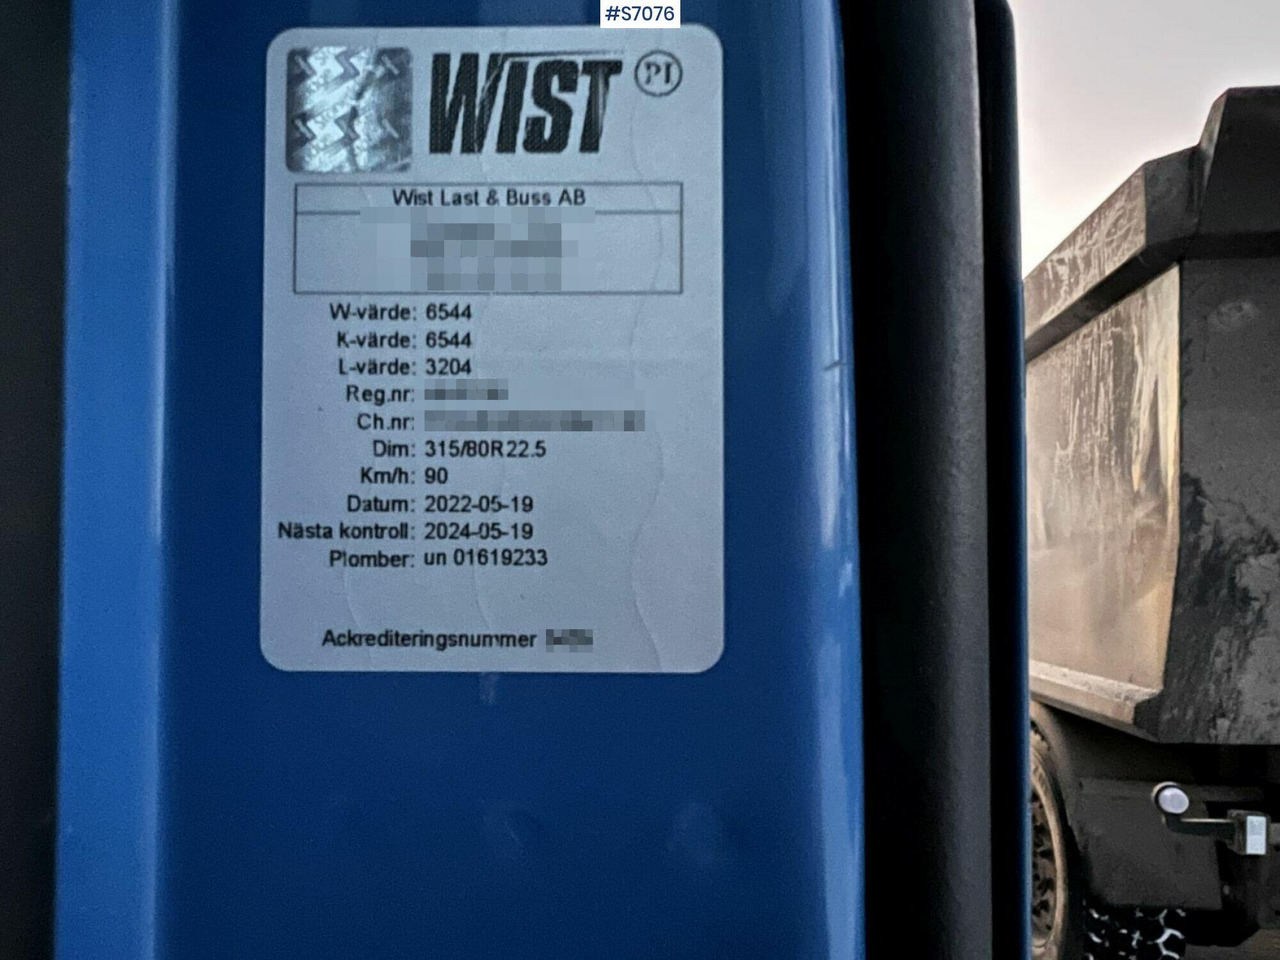 #S7076
WIST PI
Wist Last & Buss AB
W-värde: 6544
K-värde: 6544
L-värde: 3204
Reg.nr:
Ch.nr:
Dim: 315/80R22.5
Km/h: 90
Datum: 2022-05-19
Nästa kontroll: 2024-05-19
Plomber: un 01619233
Ackrediteringsnummer